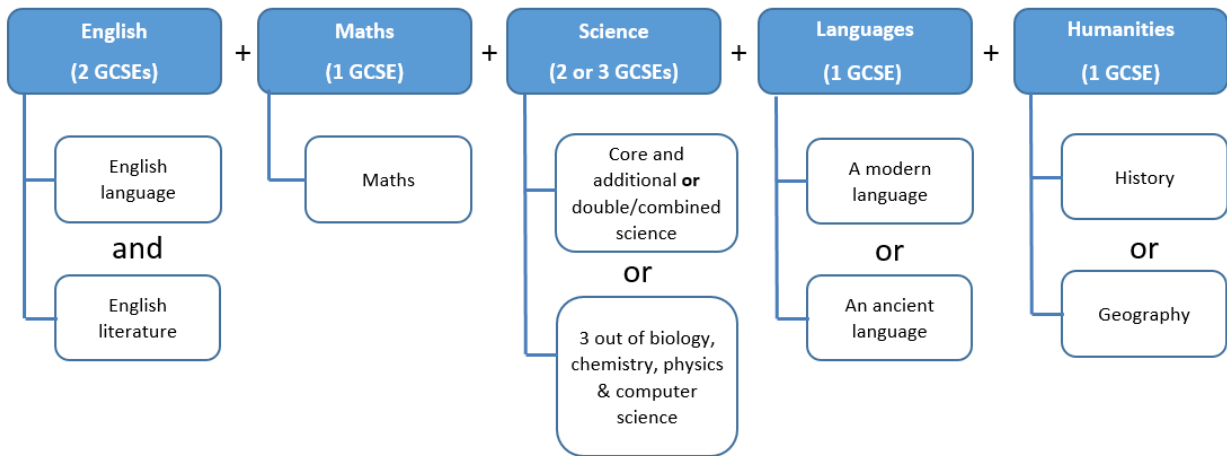 English
(2 GCSEs)
+
Maths
(1 GCSE)
+
Science
(2 or 3 GCSEs)
+
Languages
(1 GCSE)
+
Humanities
(1 GCSE)
English
language
and
English
literature
Maths
Core and
additional or
double/combined
science
or
3 out of biology,
chemistry, physics
& computer
science
A modern
language
or
An ancient
language
History
or
Geography